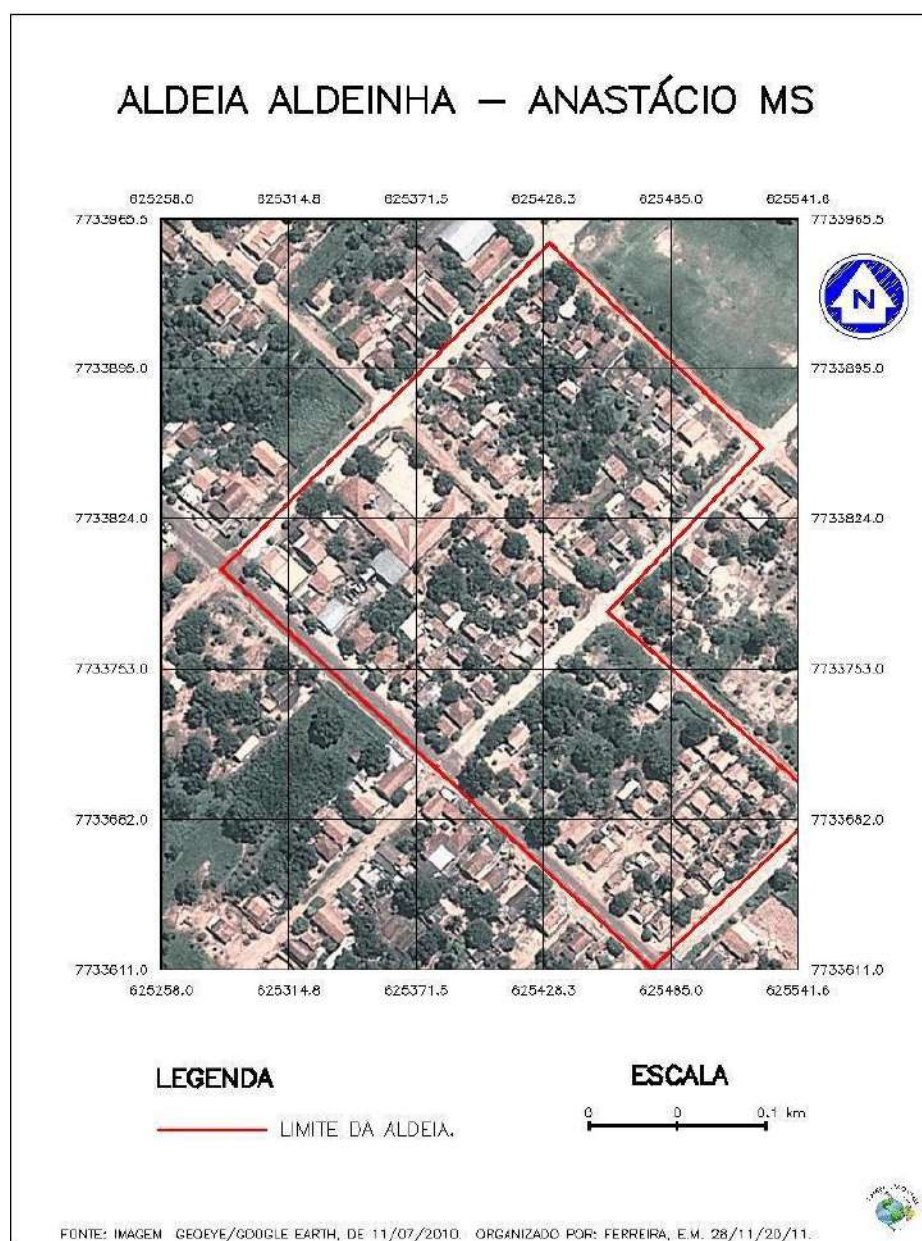 ALDEIA ALDEINHA – ANASTÁCIO MS
625258.0 625314.8 625371.5 625428.3 625485.0 625541.6
7733965.5 7733965.5
N
7733895.0 7733895.0
7733824.0 7733824.0
7733753.0 7733753.0
7733682.0 7733682.0
7733611.0 7733611.0
625258.0 625314.8 625371.5 625428.3 625485.0 625541.6
LEGENDA
LIMITE DA ALDEIA.
ESCALA
0 0 0.1 km
FONTE: IMAGEM GEOEYE/GOOGLE EARTH, DE 11/07/2010. ORGANIZADO POR: FERREIRA, E.M. 28/11/20/11.